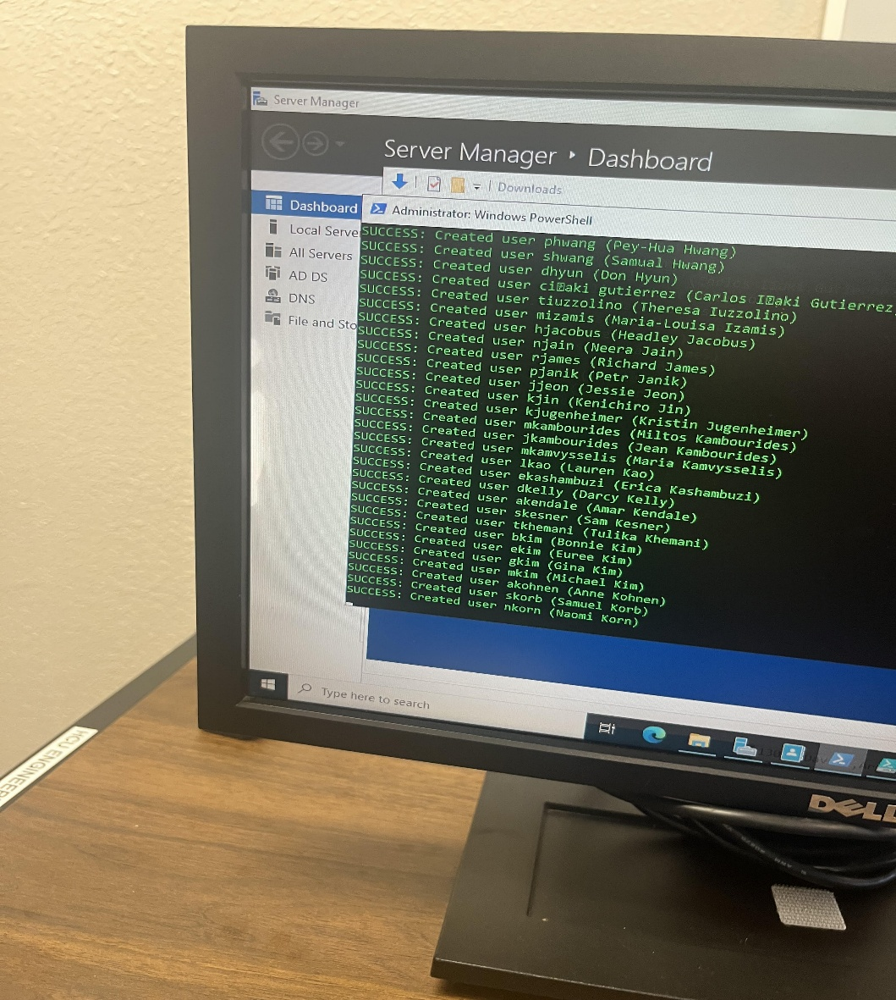 Server Manager
Server Manager ‣ Dashboard
Downloads
Dashboard
Local Serve
All Servers
AD DS
DNS
File and Sto
Administrator: Windows PowerShell
SUCCESS: Created user phwang (Pey-Hua Hwang)
SUCCESS: Created user shwang (Samual Hwang)
SUCCESS: Created user dhyun (Don Hyun)
SUCCESS: Created user ci�aki gutierrez (Carlos I�aki Gutierrez
SUCCESS: Created user tiuzzolino (Theresa Iuzzolino)
SUCCESS: Created user mizamis (Maria-Louisa Izamis)
SUCCESS: Created user hjacobus (Headley Jacobus)
SUCCESS: Created user njain (Neera Jain)
SUCCESS: Created user rjames (Richard James)
SUCCESS: Created user pjanik (Petr Janik)
SUCCESS: Created user jjeon (Jessie Jeon)
SUCCESS: Created user kjin (Kenichiro Jin)
SUCCESS: Created user kjugenheimer (Kristin Jugenheimer)
SUCCESS: Created user mkambourides (Miltos Kambourides)
SUCCESS: Created user jkambourides (Jean Kambourides)
SUCCESS: Created user mkamvysselis (Maria Kamvysselis)
SUCCESS: Created user lkao (Lauren Kao)
SUCCESS: Created user ekashambuzi (Erica Kashambuzi)
SUCCESS: Created user dkelly (Darcy Kelly)
SUCCESS: Created user akendale (Amar Kendale)
SUCCESS: Created user skesner (Sam Kesner)
SUCCESS: Created user tkhemani (Tulika Khemani)
SUCCESS: Created user bkim (Bonnie Kim)
SUCCESS: Created user ekim (Euree Kim)
SUCCESS: Created user gkim (Gina Kim)
SUCCESS: Created user mkim (Michael Kim)
SUCCESS: Created user akohnen (Anne Kohnen)
SUCCESS: Created user skorb (Samuel Korb)
SUCCESS: Created user nkorn (Naomi Korn)
Type here to search
DELL
NCU ENGINEER